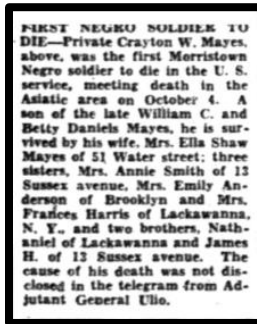 FIRST NEGRO SOLDIER TO
DIE—Private Crayton W. Mayes,
above, was the first Morristown
Negro soldier to die in the U. S.
service, meeting death in the
Asiatic area on October 4. A
son of the late William C. and
Betty Daniels Mayes, he is sur-
vived by his wife, Mrs. Ella Shaw
Mayes of 51 Water street; three
sisters, Mrs. Annie Smith of 13
Sussex avenue, Mrs. Emily An-
derson of Brooklyn and Mrs.
Frances Harris of Lackawanna,
N. Y., and two brothers, Nath-
aniel of Lackawanna and James
H. of 13 Sussex avenue. The
cause of his death was not dis-
closed in the telegram from Ad-
jutant General Ulio.